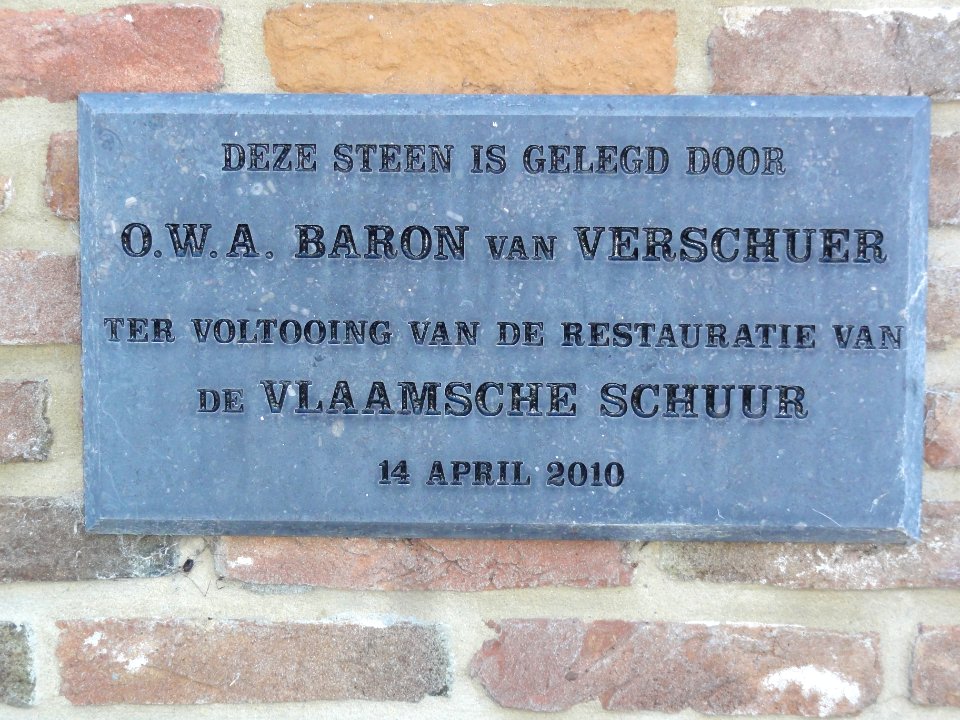 DEZE STEEN IS GELEGD DOOR
O.W.A. BARON VAN VERSCHUER
TER VOLTOOING VAN DE RESTAURATIE VAN
DE VLAAMSCHE SCHUUR
14 APRIL 2010